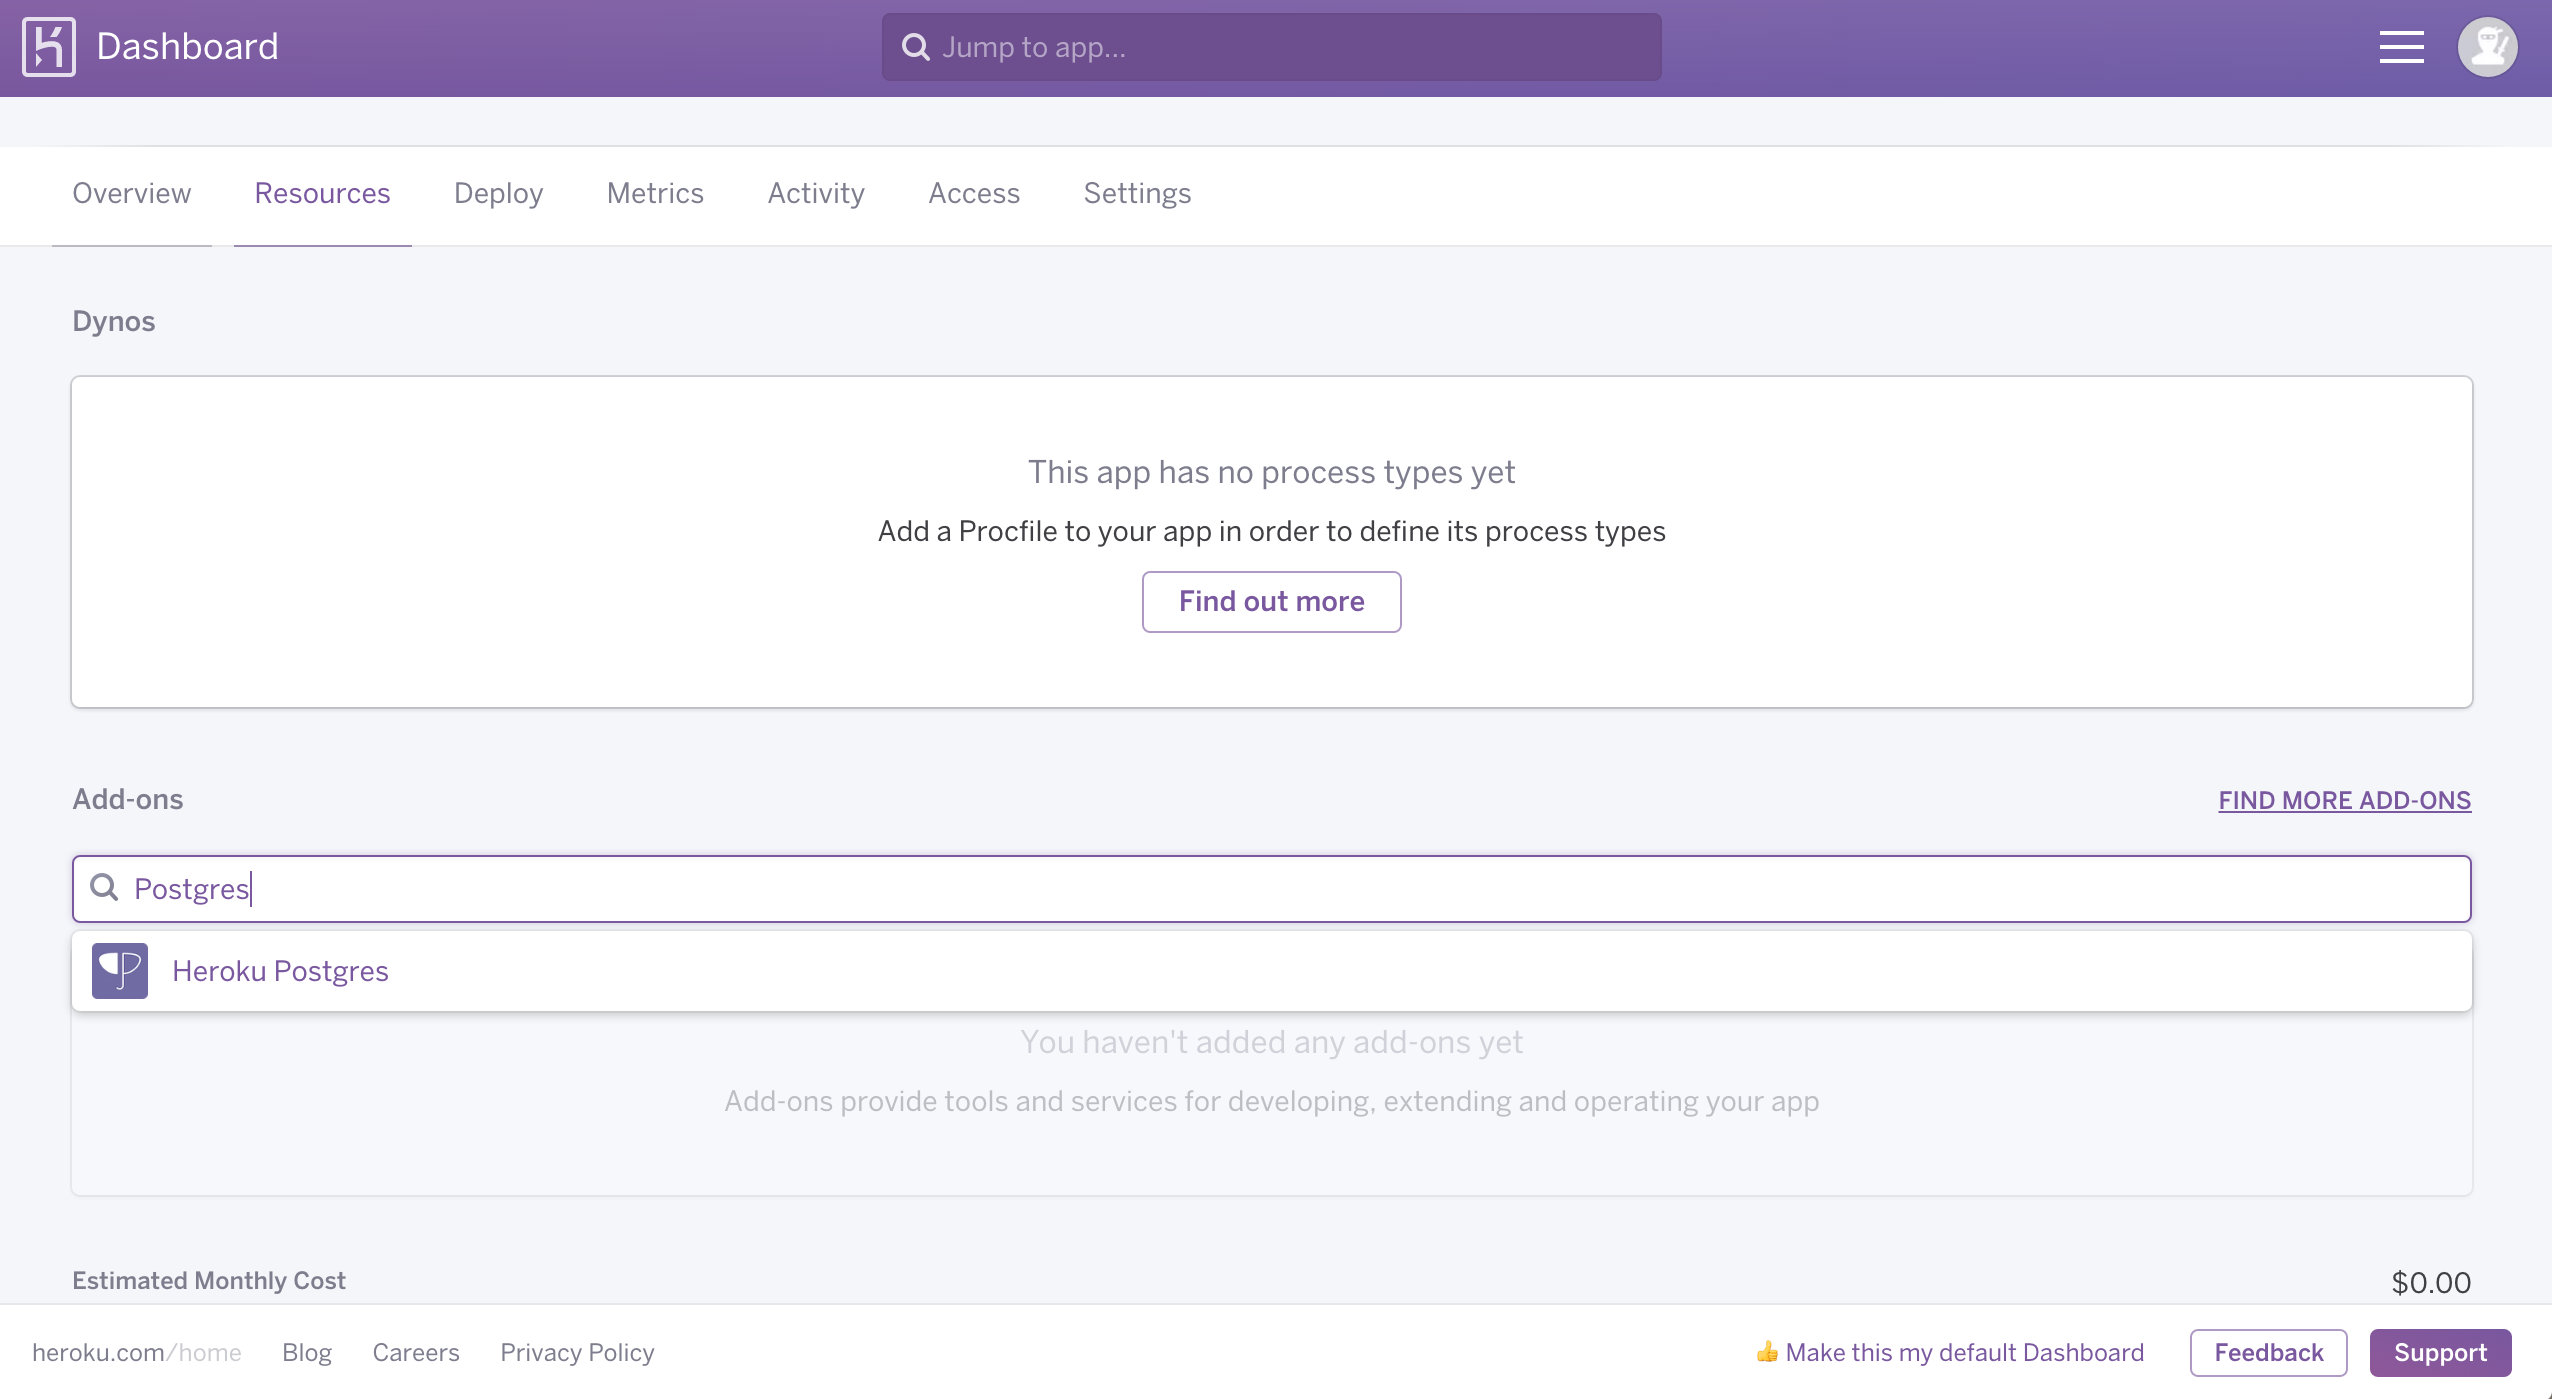 Dashboard
Jump to app...
Overview Resources Deploy Metrics Activity Access Settings
Dynos
This app has no process types yet
Add a Procfile to your app in order to define its process types
Find out more
Add-ons
FIND MORE ADD-ONS
Postgres
Heroku Postgres
You haven't added any add-ons yet
Add-ons provide tools and services for developing, extending and operating your app
Estimated Monthly Cost
$0.00
heroku.com/home Blog Careers Privacy Policy
👍 Make this my default Dashboard Feedback Support